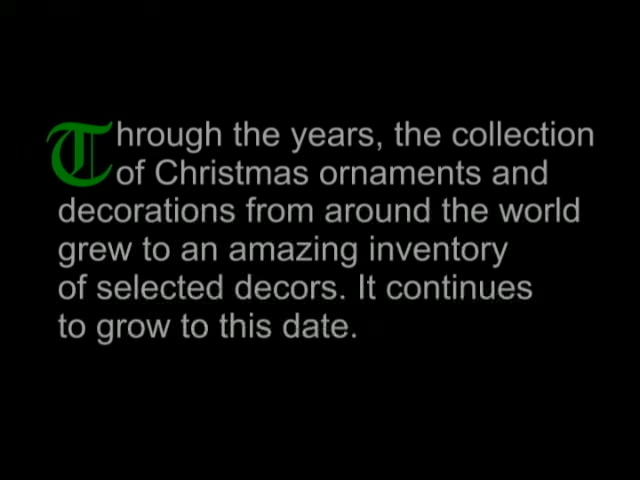 Through the years, the collection
of Christmas ornaments and
decorations from around the world
grew to an amazing inventory
of selected decors. It continues
to grow to this date.